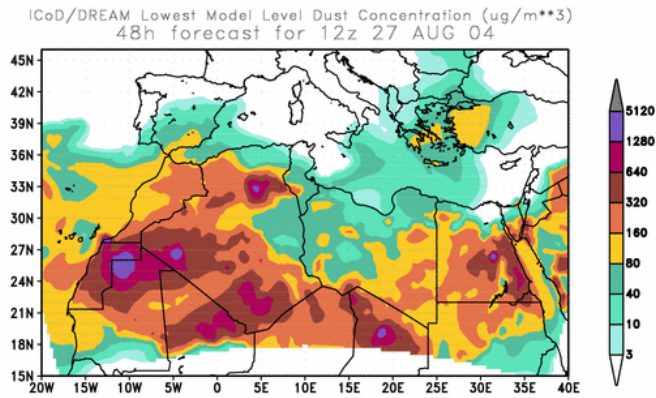 ICoD/DREAM Lowest Model Level Dust Concentration (ug/m**3)
48h forecast for 12z 27 AUG 04
45N
42N
39N
36N
33N
30N
27N
24N
21N
18N
15N
20W 15W 10W 5W 0 5E 10E 15E 20E 25E 30E 35E 40E
5120
1280
640
320
160
80
40
10
3